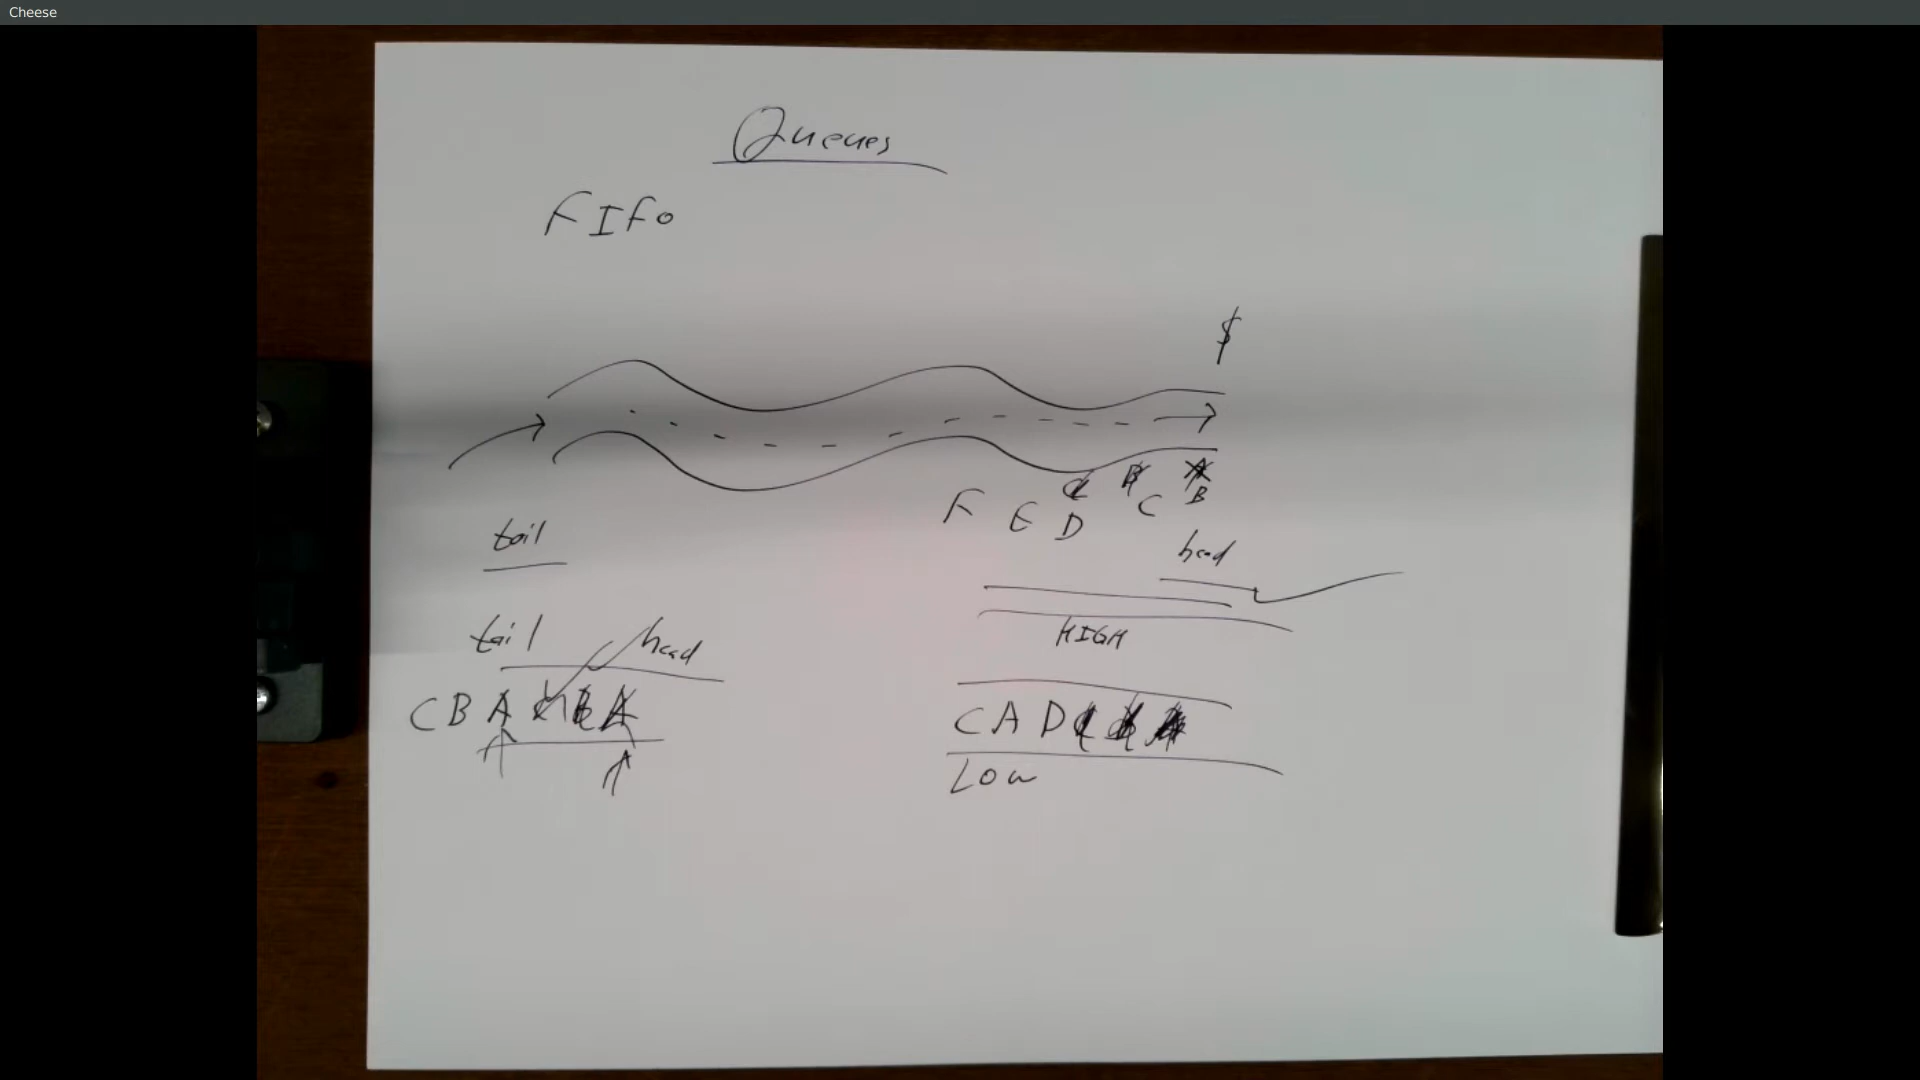 Cheese
Queues
FIFO
$
A
C B
F E D C B
tail
head
tail head
HIGH
C B A C B A
C A D
Low